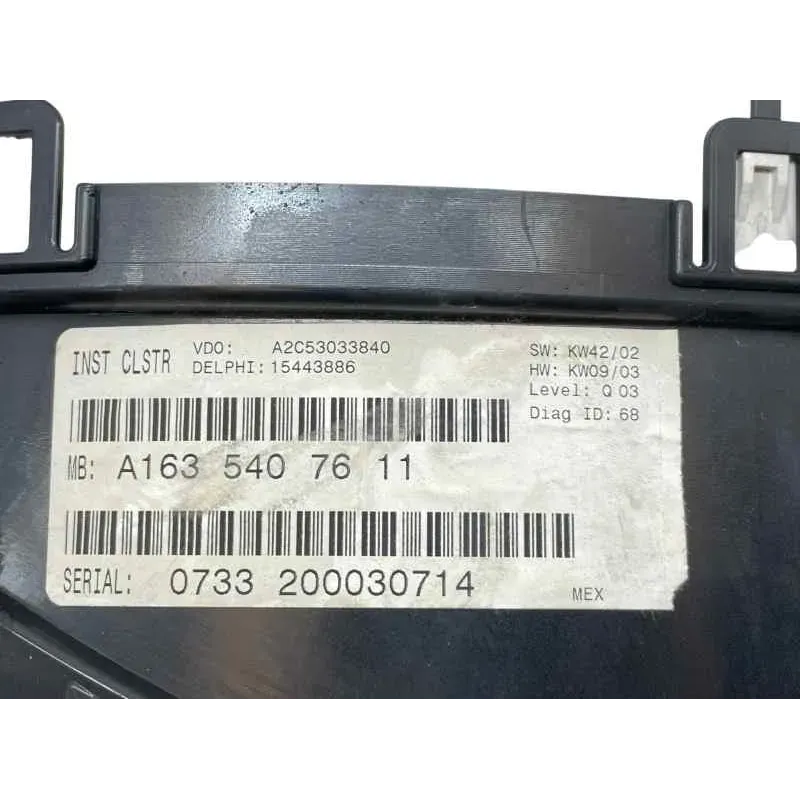 INST CLSTR VDO: A2C53033840 SW: KW42/02
DELPHI: 15443886 HW: KW09/03
Level: Q 03
Diag ID: 68
MB: A163 540 76 11
SERIAL: 0733 200030714 MEX